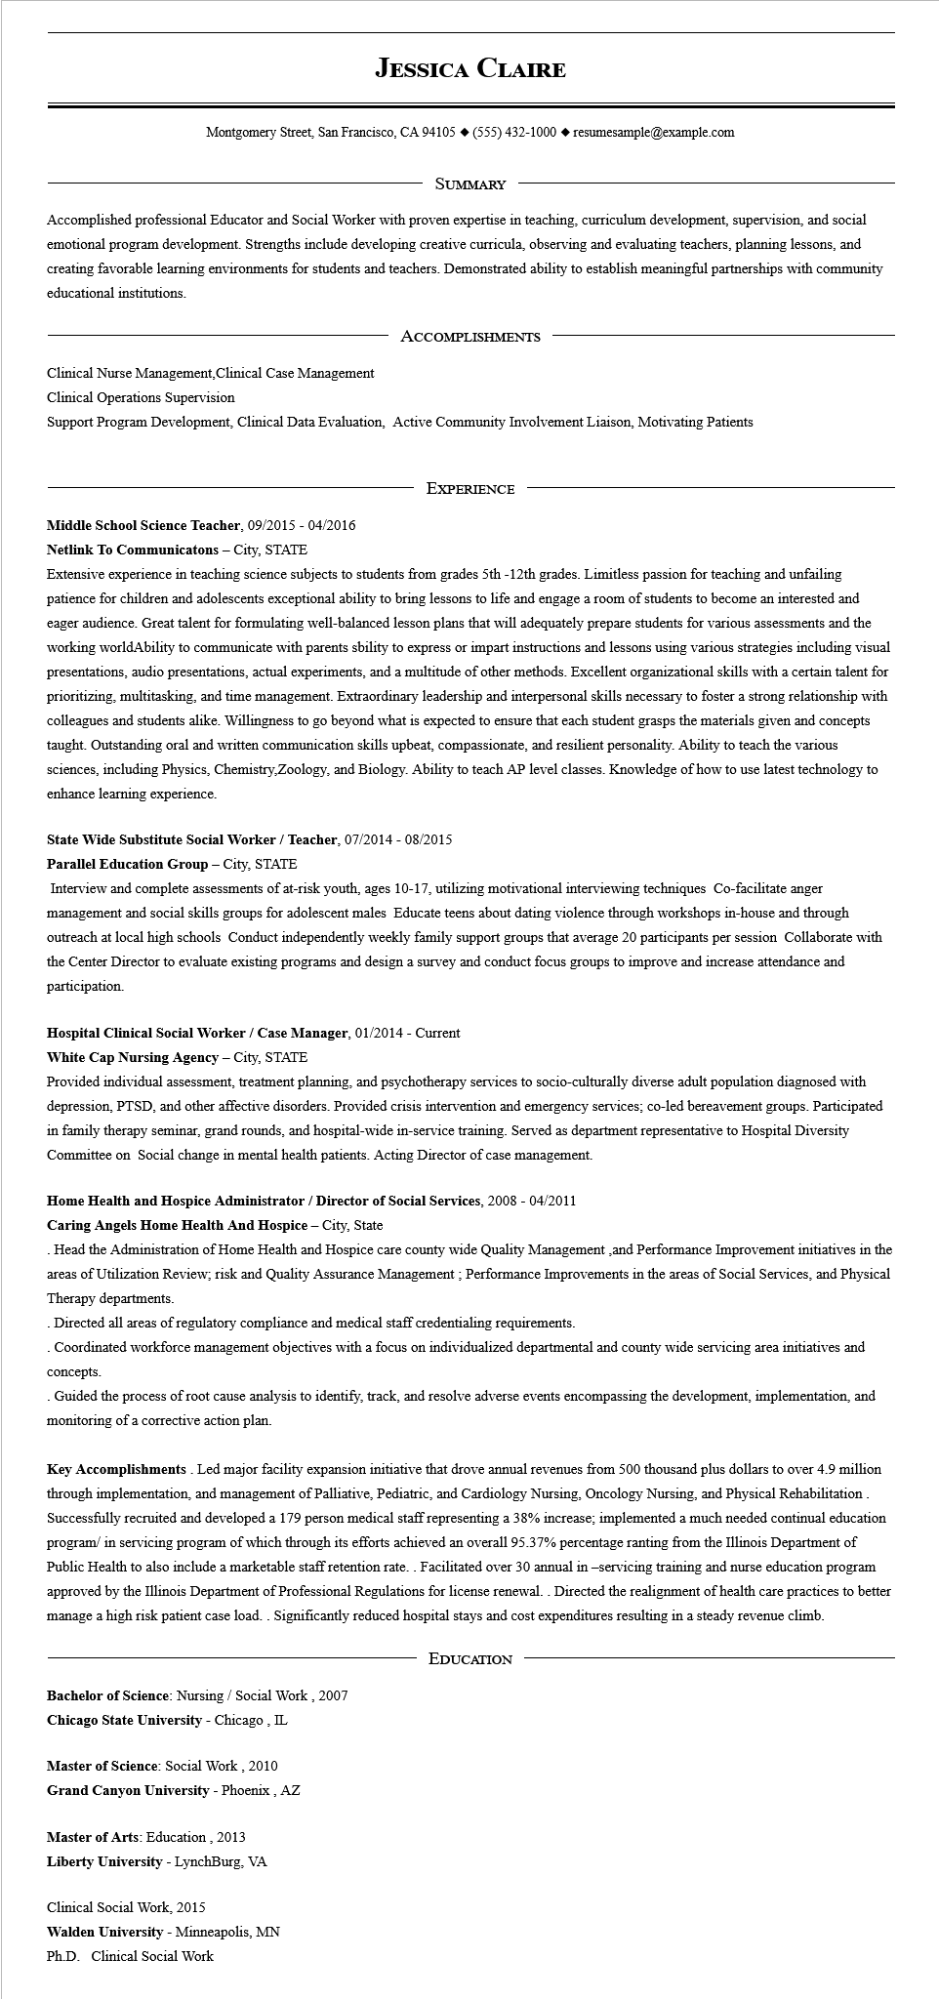 Jessica Claire
Montgomery Street, San Francisco, CA 94105 ◆ (555) 432-1000 ◆ resumesample@example.com
Summary
Accomplished professional Educator and Social Worker with proven expertise in teaching, curriculum development, supervision, and social
emotional program development. Strengths include developing creative curricula, observing and evaluating teachers, planning lessons, and
creating favorable learning environments for students and teachers. Demonstrated ability to establish meaningful partnerships with community
educational institutions.
Accomplishments
Clinical Nurse Management,Clinical Case Management
Clinical Operations Supervision
Support Program Development, Clinical Data Evaluation,  Active Community Involvement Liaison, Motivating Patients
Experience
Middle School Science Teacher, 09/2015 - 04/2016
Netlink To Communicatons – City, STATE
Extensive experience in teaching science subjects to students from grades 5th -12th grades. Limitless passion for teaching and unfailing
patience for children and adolescents exceptional ability to bring lessons to life and engage a room of students to become an interested and
eager audience. Great talent for formulating well-balanced lesson plans that will adequately prepare students for various assessments and the
working worldAbility to communicate with parents sbility to express or impart instructions and lessons using various strategies including visual
presentations, audio presentations, actual experiments, and a multitude of other methods. Excellent organizational skills with a certain talent for
prioritizing, multitasking, and time management. Extraordinary leadership and interpersonal skills necessary to foster a strong relationship with
colleagues and students alike. Willingness to go beyond what is expected to ensure that each student grasps the materials given and concepts
taught. Outstanding oral and written communication skills upbeat, compassionate, and resilient personality. Ability to teach the various
sciences, including Physics, Chemistry,Zoology, and Biology. Ability to teach AP level classes. Knowledge of how to use latest technology to
enhance learning experience.
State Wide Substitute Social Worker / Teacher, 07/2014 - 08/2015
Parallel Education Group – City, STATE
Interview and complete assessments of at-risk youth, ages 10-17, utilizing motivational interviewing techniques  Co-facilitate anger
management and social skills groups for adolescent males  Educate teens about dating violence through workshops in-house and through
outreach at local high schools  Conduct independently weekly family support groups that average 20 participants per session  Collaborate with
the Center Director to evaluate existing programs and design a survey and conduct focus groups to improve and increase attendance and
participation.
Hospital Clinical Social Worker / Case Manager, 01/2014 - Current
White Cap Nursing Agency – City, STATE
Provided individual assessment, treatment planning, and psychotherapy services to socio-culturally diverse adult population diagnosed with
depression, PTSD, and other affective disorders. Provided crisis intervention and emergency services; co-led bereavement groups. Participated
in family therapy seminar, grand rounds, and hospital-wide in-service training. Served as department representative to Hospital Diversity
Committee on  Social change in mental health patients. Acting Director of case management.
Home Health and Hospice Administrator / Director of Social Services, 2008 - 04/2011
Caring Angels Home Health And Hospice – City, State
. Head the Administration of Home Health and Hospice care county wide Quality Management ,and Performance Improvement initiatives in the
areas of Utilization Review; risk and Quality Assurance Management ; Performance Improvements in the areas of Social Services, and Physical
Therapy departments.
. Directed all areas of regulatory compliance and medical staff credentialing requirements.
. Coordinated workforce management objectives with a focus on individualized departmental and county wide servicing area initiatives and
concepts.
. Guided the process of root cause analysis to identify, track, and resolve adverse events encompassing the development, implementation, and
monitoring of a corrective action plan.
Key Accomplishments . Led major facility expansion initiative that drove annual revenues from 500 thousand plus dollars to over 4.9 million
through implementation, and management of Palliative, Pediatric, and Cardiology Nursing, Oncology Nursing, and Physical Rehabilitation .
Successfully recruited and developed a 179 person medical staff representing a 38% increase; implemented a much needed continual education
program/ in servicing program of which through its efforts achieved an overall 95.37% percentage ranting from the Illinois Department of
Public Health to also include a marketable staff retention rate. . Facilitated over 30 annual in –servicing training and nurse education program
approved by the Illinois Department of Professional Regulations for license renewal. . Directed the realignment of health care practices to better
manage a high risk patient case load. . Significantly reduced hospital stays and cost expenditures resulting in a steady revenue climb.
Education
Bachelor of Science: Nursing / Social Work , 2007
Chicago State University - Chicago , IL
Master of Science: Social Work , 2010
Grand Canyon University - Phoenix , AZ
Master of Arts: Education , 2013
Liberty University - LynchBurg, VA
Clinical Social Work, 2015
Walden University - Minneapolis, MN
Ph.D.   Clinical Social Work